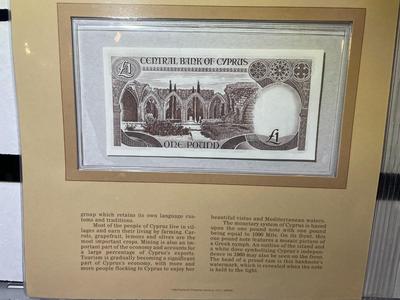 £1
CENTRAL BANK OF CYPRUS
£1
ONE POUND
group which retains its own language cus-
toms and traditions.
Most of the people of Cyprus live in vil-
lages and earn their living by farming. Car-
rots, grapefruit, lemons and olives are the
most important crops. Mining is also an im-
portant part of the economy and accounts for
a large percentage of Cyprus's exports.
Tourism is gradually becoming a significant
part of Cyprus's economy, with more and
more people flocking to Cyprus to enjoy her
beautiful vistas and Mediterranean waters.
The monetary system of Cyprus is based
upon the one pound note with one pound
being equal to 1000 Mils. On its front, this
one pound note features a mosaic picture of
a Greek nymph. An outline of the island and
a white dove symbolizing Cyprus's indepen-
dence in 1960 may also be seen on the front.
The head of a proud ram is this banknote's
watermark, which is revealed when the note
is held to the light.